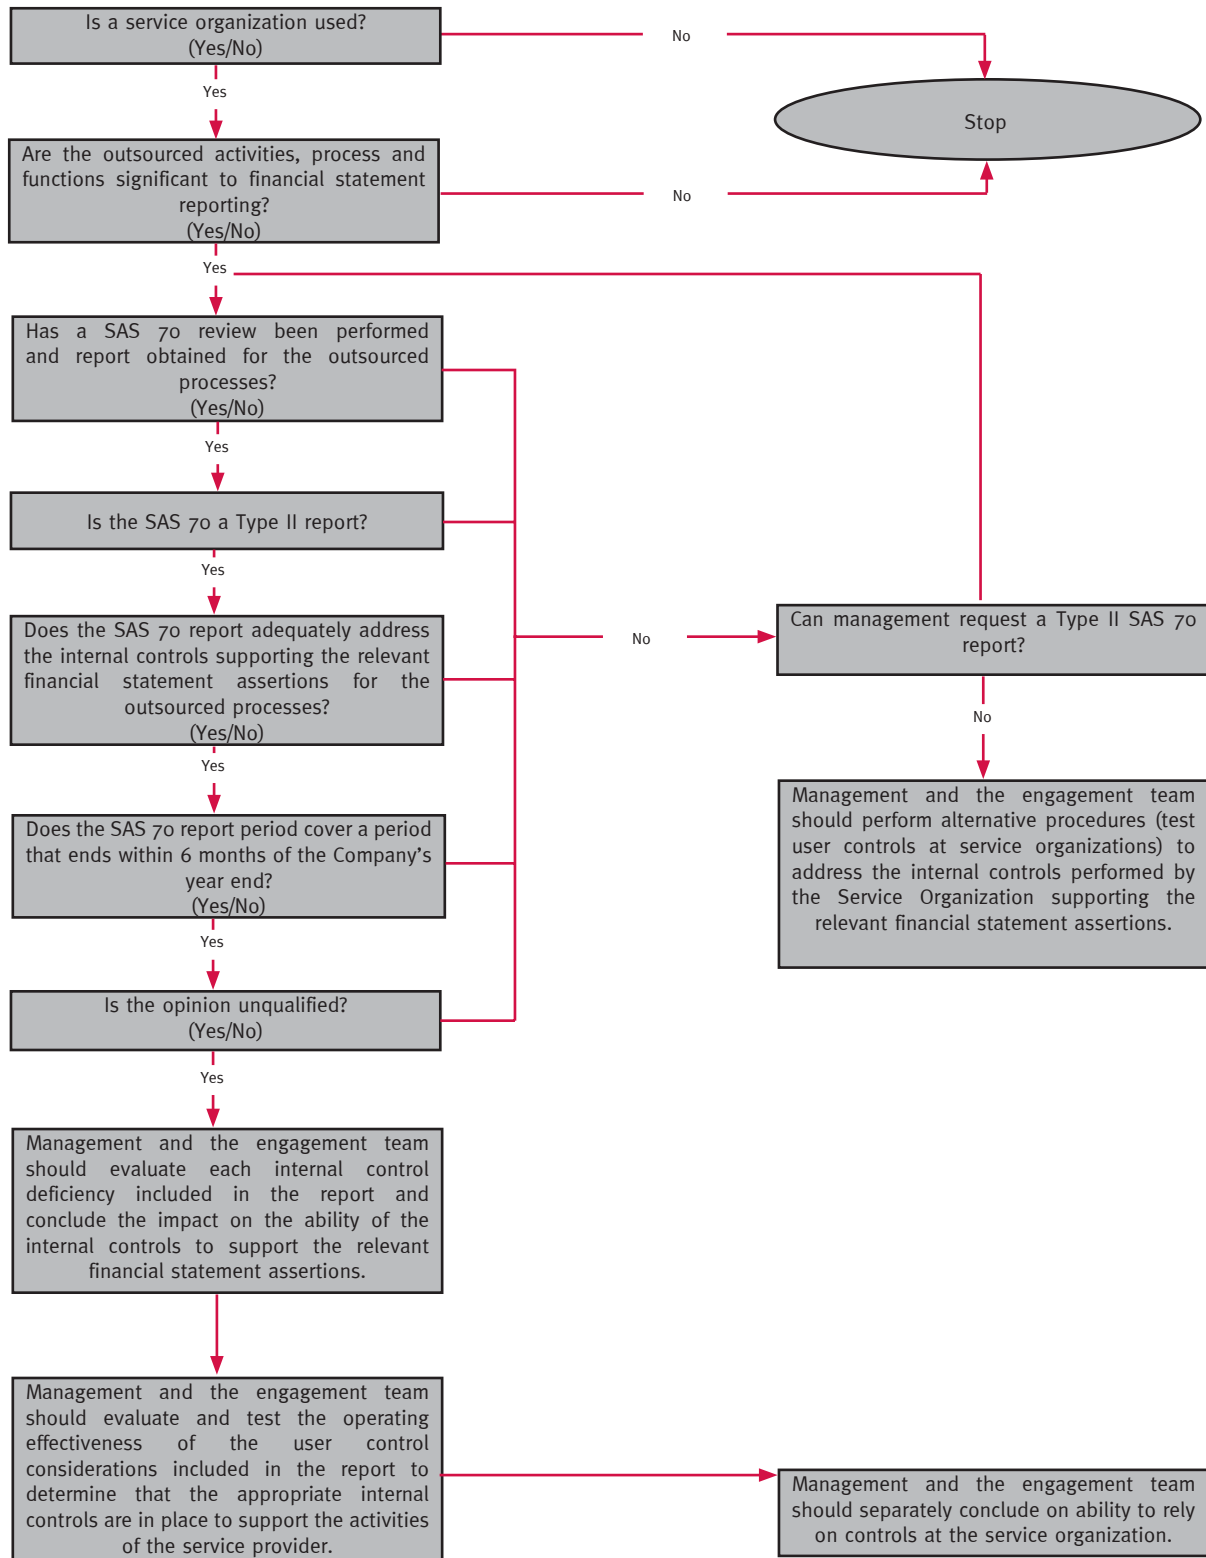 Is a service organization used?
(Yes/No)
No
Yes
Stop
Are the outsourced activities, process and
functions significant to financial statement
reporting?
(Yes/No)
No
Yes
Has a SAS 70 review been performed
and report obtained for the outsourced
processes?
(Yes/No)
Yes
Is the SAS 70 a Type II report?
Yes
Does the SAS 70 report adequately address
the internal controls supporting the relevant
financial statement assertions for the
outsourced processes?
(Yes/No)
No
Can management request a Type II SAS 70
report?
No
Yes
Does the SAS 70 report period cover a period
that ends within 6 months of the Company's
year end?
(Yes/No)
Management and the engagement team
should perform alternative procedures (test
user controls at service organizations) to
address the internal controls performed by
the Service Organization supporting the
relevant financial statement assertions.
Yes
Is the opinion unqualified?
(Yes/No)
Yes
Management and the engagement team
should evaluate each internal control
deficiency included in the report and
conclude the impact on the ability of the
internal controls to support the relevant
financial statement assertions.
Management and the engagement team
should evaluate and test the operating
effectiveness of the user control
considerations included in the report to
determine that the appropriate internal
controls are in place to support the activities
of the service provider.
Management and the engagement team
should separately conclude on ability to rely
on controls at the service organization.